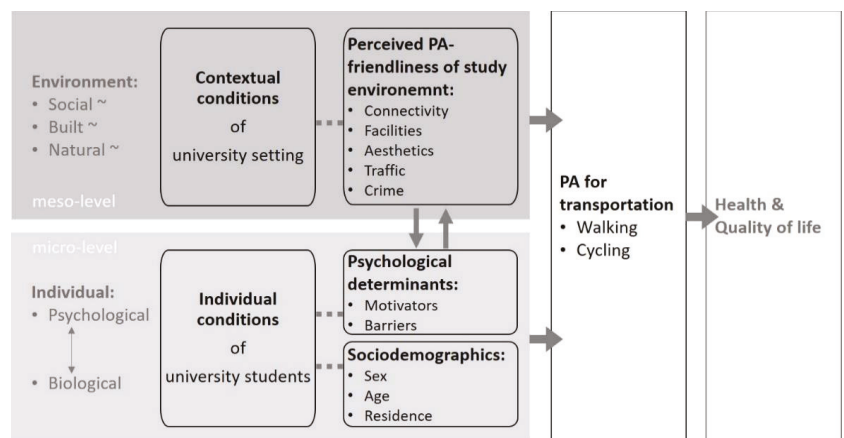 Environment:
• Social ~
• Built ~
• Natural ~
meso-level
Contextual
conditions
of
university setting
Perceived PA-
friendliness of study
environemnt:
• Connectivity
• Facilities
• Aesthetics
• Traffic
• Crime
micro-level
Individual:
• Psychological
• Biological
Individual
conditions
of
university students
Psychological
determinants:
• Motivators
• Barriers
Sociodemographics:
• Sex
• Age
• Residence
PA for
transportation
• Walking
• Cycling
Health &
Quality of life